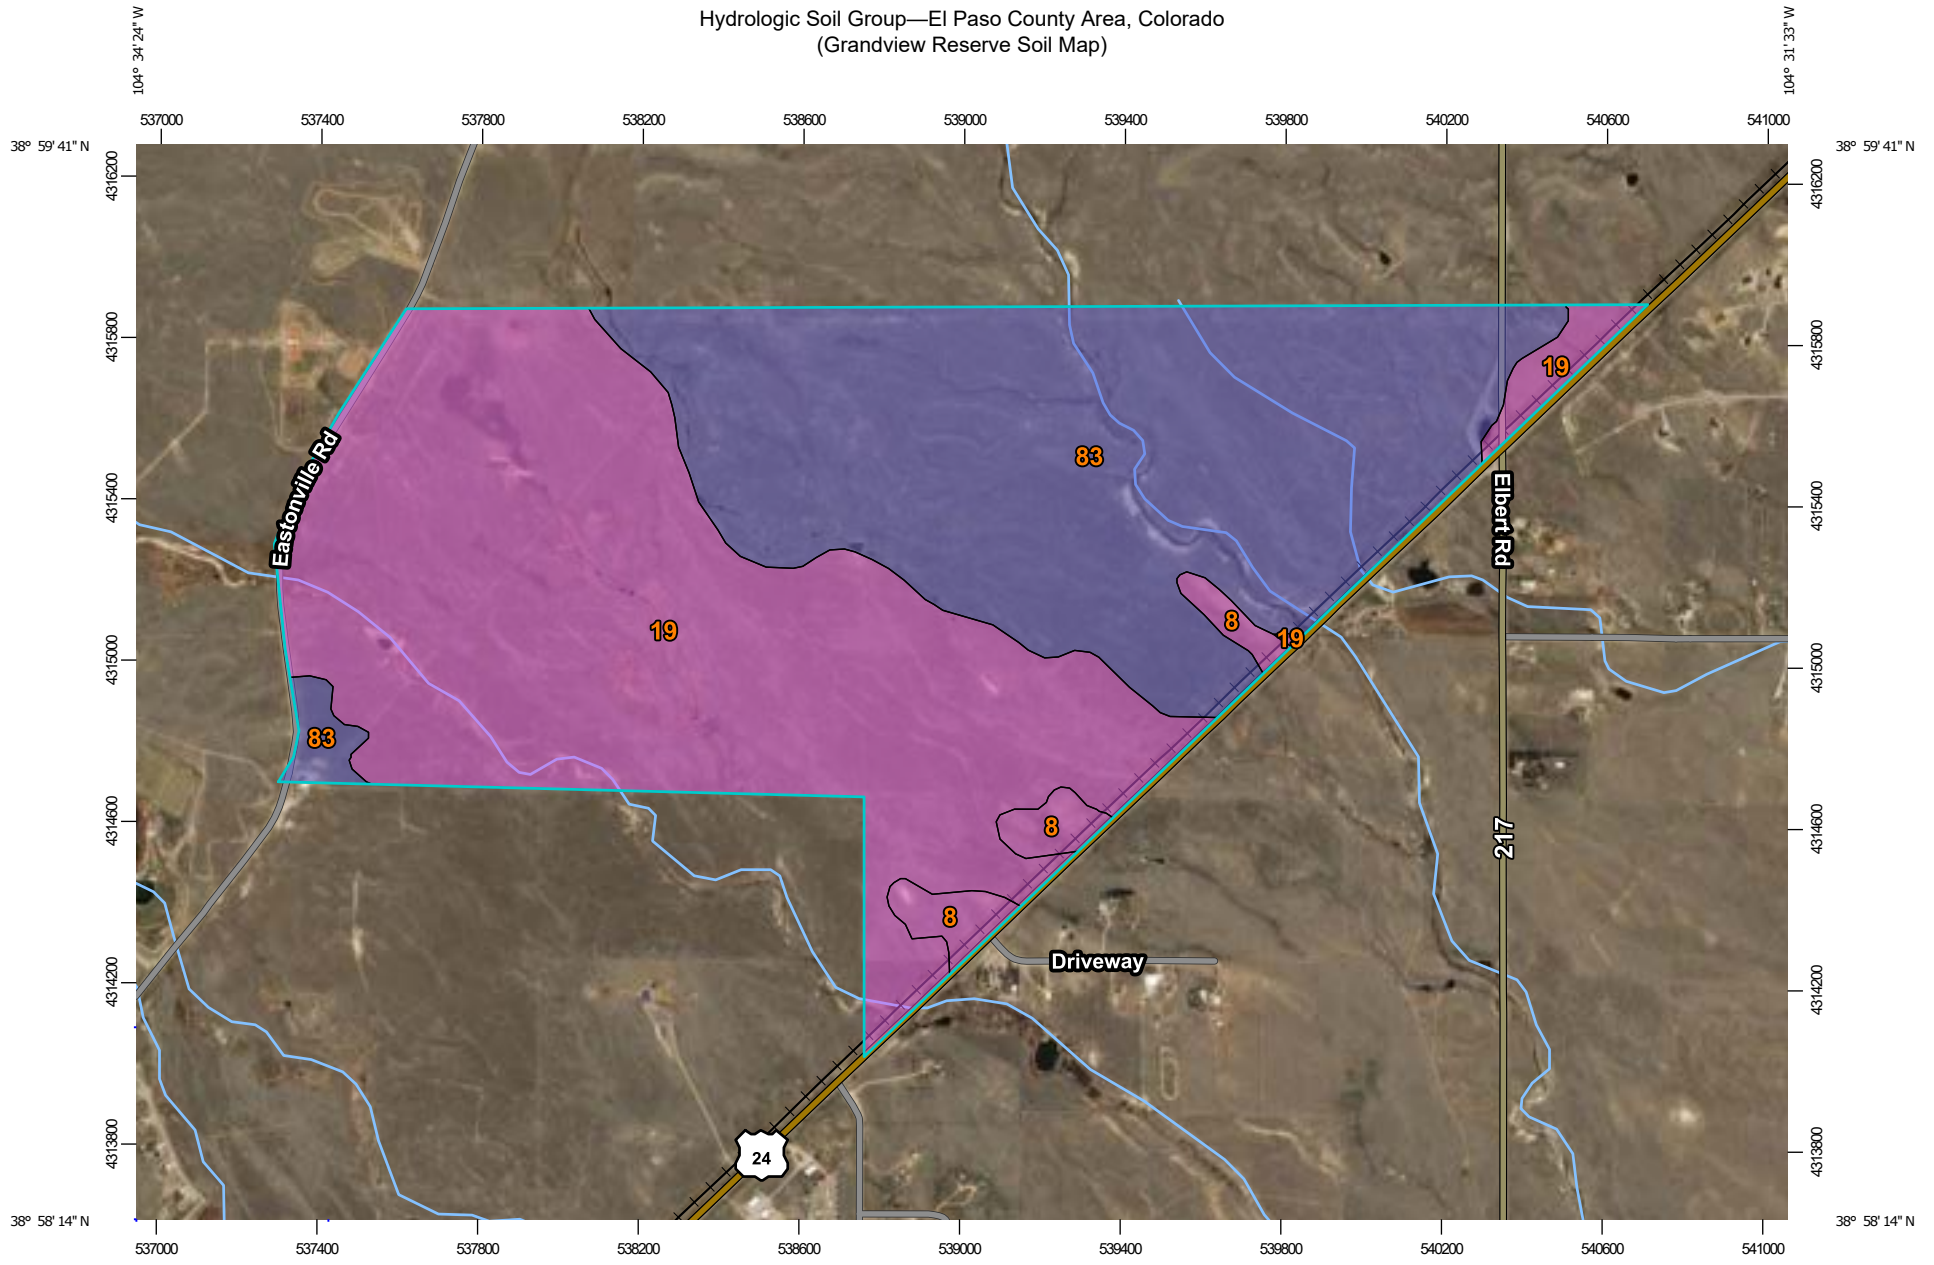 Hydrologic Soil Group—El Paso County Area, Colorado
(Grandview Reserve Soil Map)
104° 34' 24" W
104° 31' 33" W
537000 537400 537800 538200 538600 539000 539400 539800 540200 540600 541000
38° 59' 41" N
38° 59' 41" N
4316200
4316200
4315800
4315800
19
Eastonville Rd
83
4315400
4315400
Elbert Rd
19
8
19
4315000
4315000
83
4314600
4314600
8
217
8
Driveway
4314200
4314200
4313800
4313800
24
38° 58' 14" N
38° 58' 14" N
537000 537400 537800 538200 538600 539000 539400 539800 540200 540600 541000